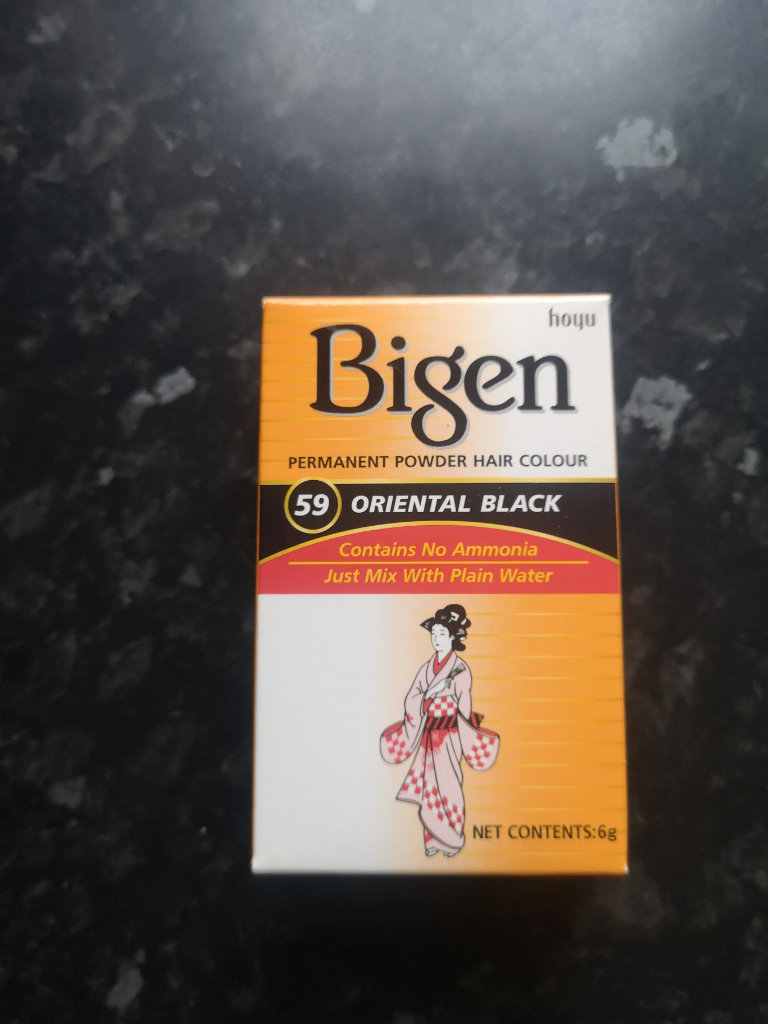 hoyu
Bigen
PERMANENT POWDER HAIR COLOUR
59 ORIENTAL BLACK
Contains No Ammonia
Just Mix With Plain Water
NET CONTENTS:6g